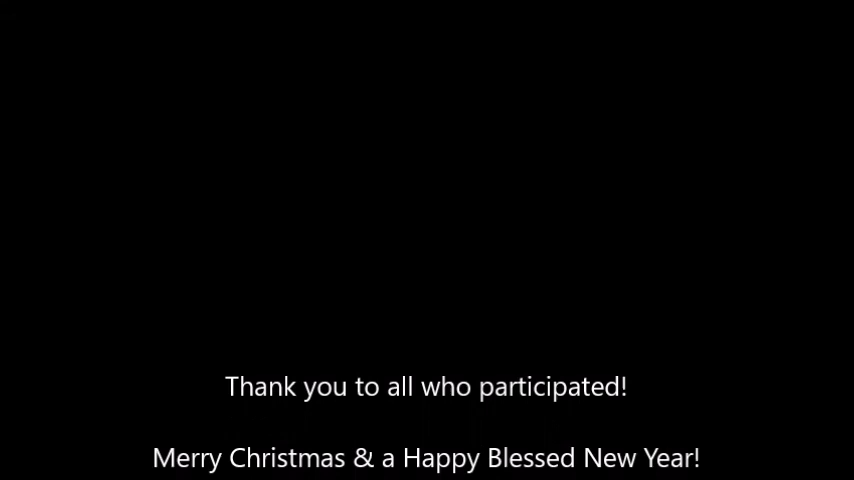 Thank you to all who participated!
Merry Christmas & a Happy Blessed New Year!